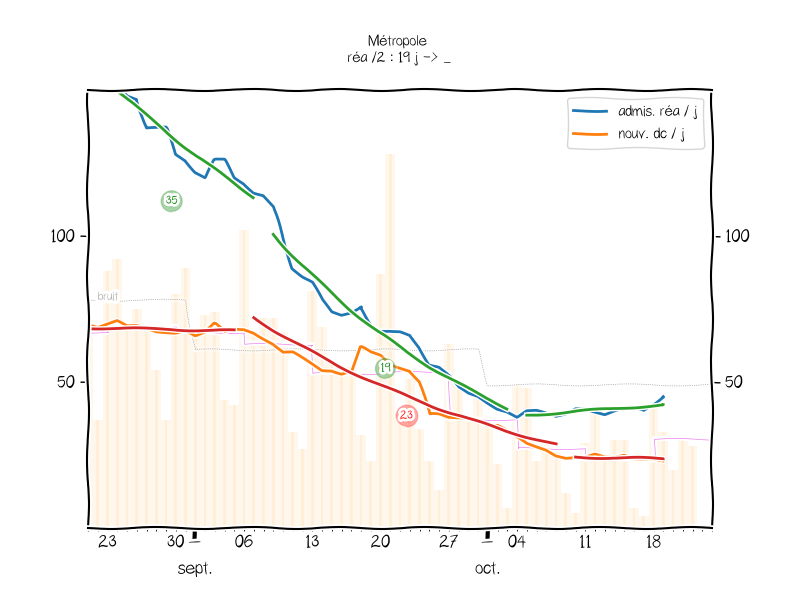 Métropole
réa /2 : 19 j -> _
admis. réa / j
nouv. dc / j
35
100
100
bruit
19
50
50
23
23 30 06 13 20 27 04 11 18
sept. oct.